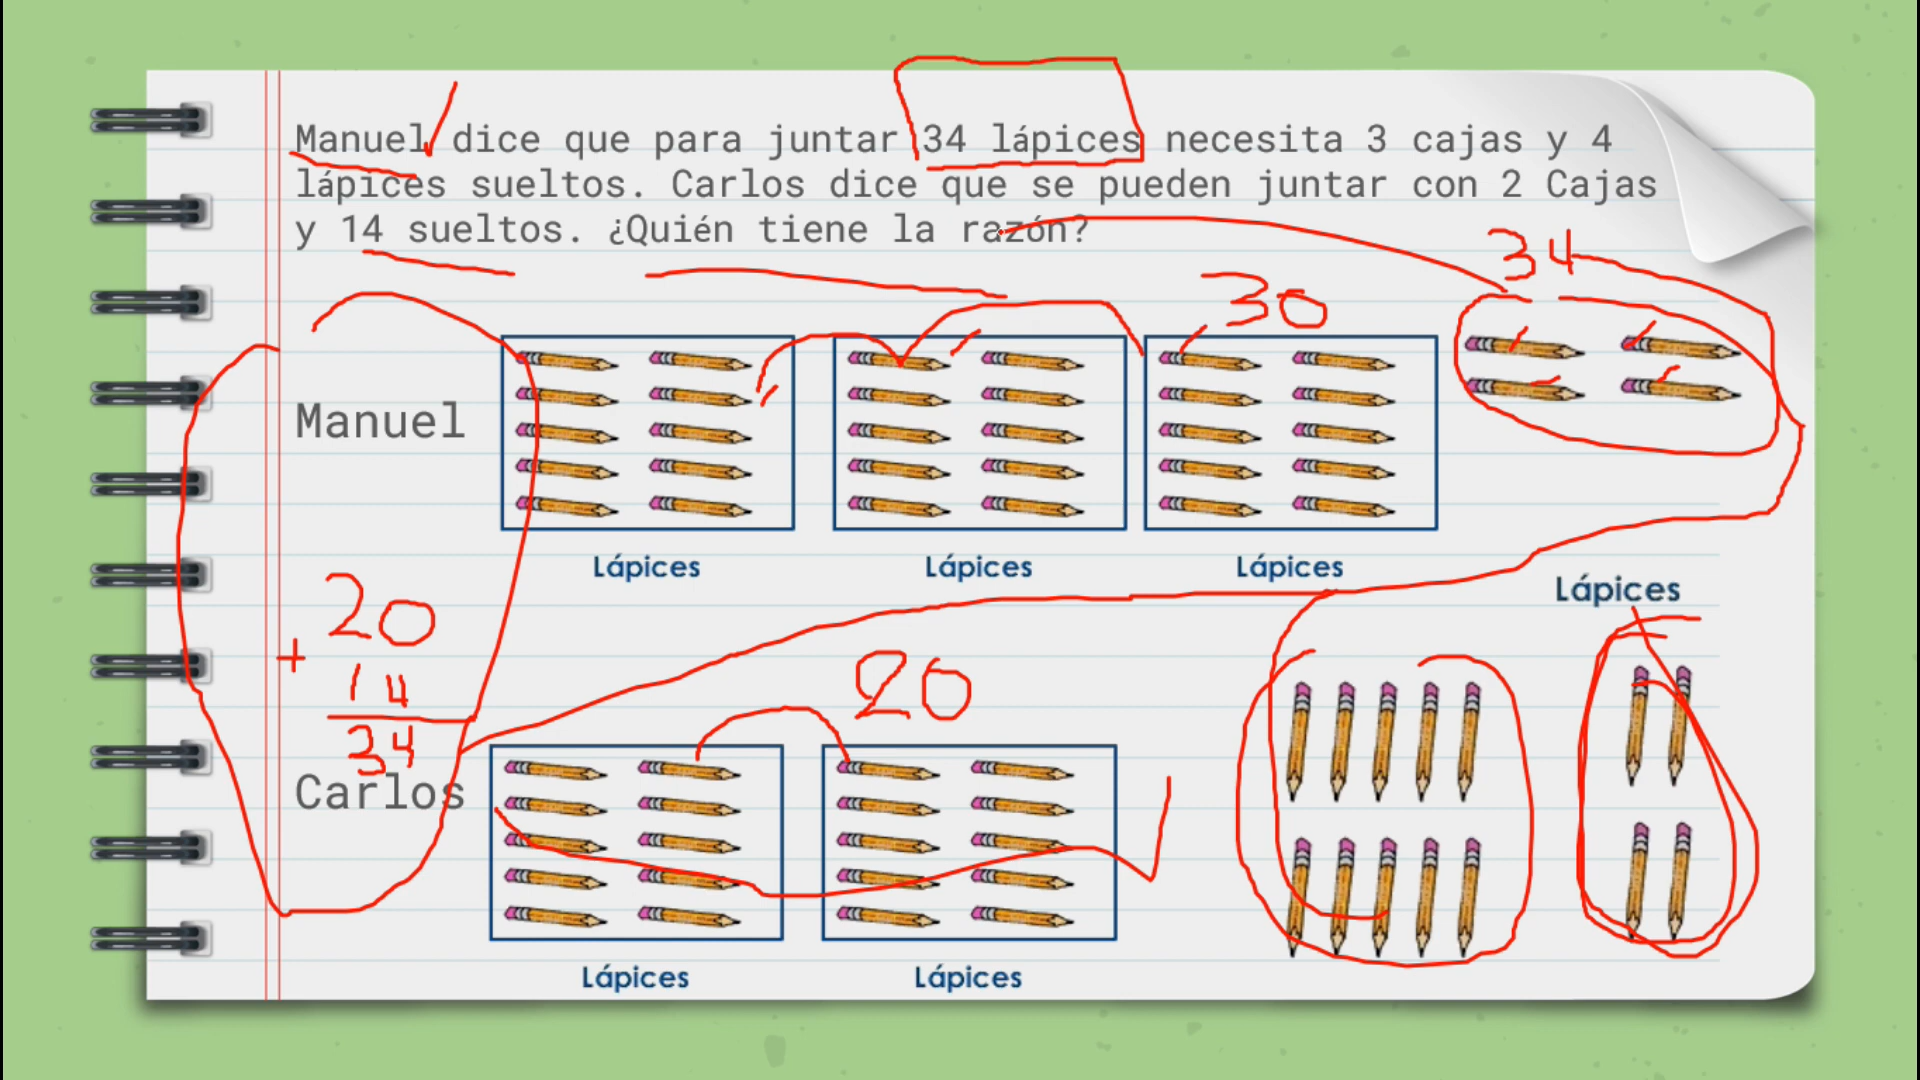 Manuel dice que para juntar 34 lápices necesita 3 cajas y 4
lápices sueltos. Carlos dice que se pueden juntar con 2 Cajas
y 14 sueltos. ¿Quién tiene la razón?
34
30
Manuel
Lápices
Lápices
Lápices
Lápices
20
+
14
34
20
Carlos
Lápices
Lápices